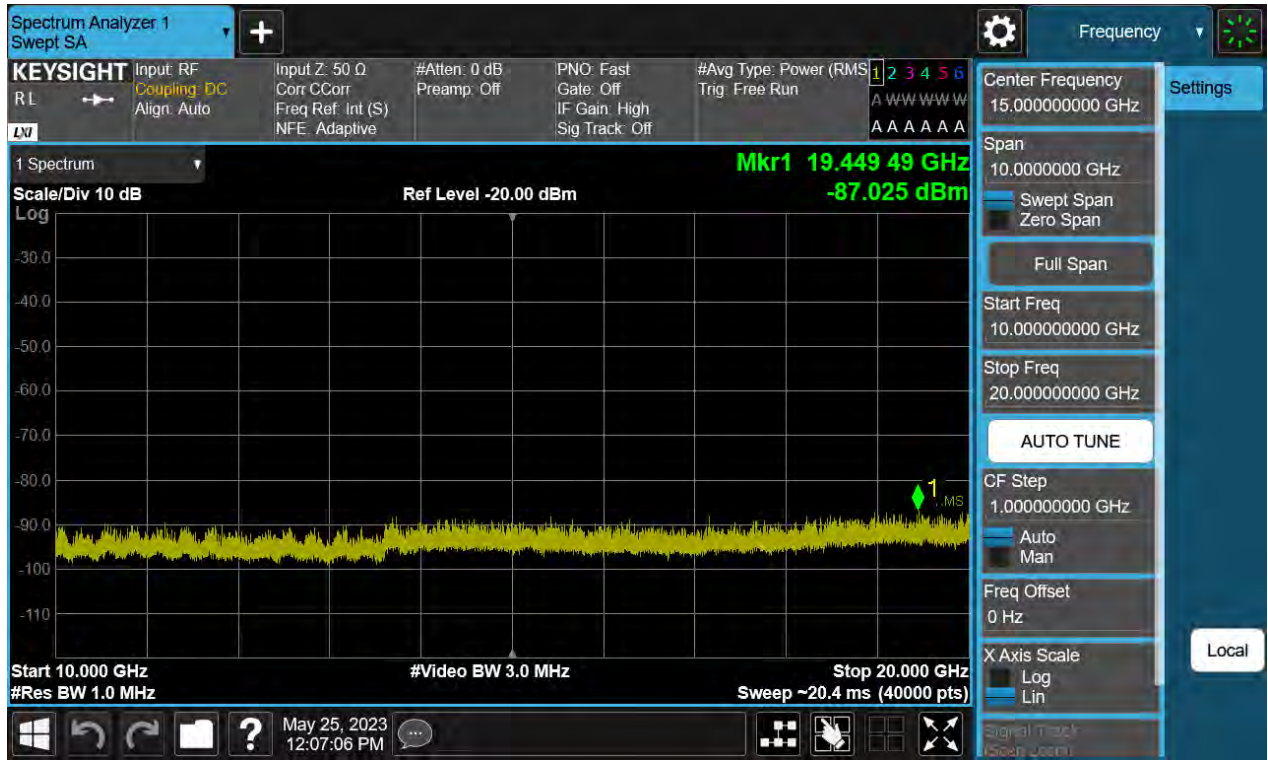 Spectrum Analyzer 1
Swept SA
Frequency
KEYSIGHT
RL
LXI
Input: RF
Coupling: DC
Align: Auto
Input Z: 50 Ω
Corr CCorr
Freq Ref: Int (S)
NFE: Adaptive
#Atten: 0 dB
Preamp: Off
PNO: Fast
Gate: Off
IF Gain: High
Sig Track: Off
#Avg Type: Power (RMS
Trig: Free Run
1 2 3 4 5 6
A W W W W W
A A A A A A
1 Spectrum
Mkr1 19.449 49 GHz
-87.025 dBm
Scale/Div 10 dB
Ref Level -20.00 dBm
Log
-30.0
-40.0
-50.0
-60.0
-70.0
-80.0
-90.0
-100
-110
1
Start 10.000 GHz
#Video BW 3.0 MHz
Stop 20.000 GHz
#Res BW 1.0 MHz
Sweep ~20.4 ms (40000 pts)
Center Frequency
15.000000000 GHz
Settings
Span
10.0000000 GHz
Swept Span
Zero Span
Full Span
Start Freq
10.000000000 GHz
Stop Freq
20.000000000 GHz
AUTO TUNE
CF Step
1.000000000 GHz
Auto
Man
Freq Offset
0 Hz
X Axis Scale
Log
Lin
Local
Signal Track
(Span Zoom)
?
May 25, 2023
12:07:06 PM